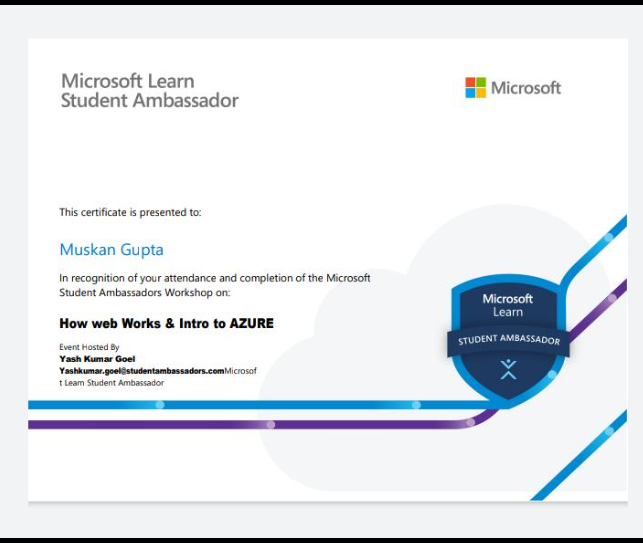 Microsoft Learn
Student Ambassador
Microsoft
This certificate is presented to:
Muskan Gupta
In recognition of your attendance and completion of the Microsoft
Student Ambassadors Workshop on:
How web Works & Intro to AZURE
Event Hosted By
Yash Kumar Goel
Yashkumar.goel@studentambassadors.comMicrosof
t Learn Student Ambassador
Microsoft
Learn
STUDENT AMBASSADOR